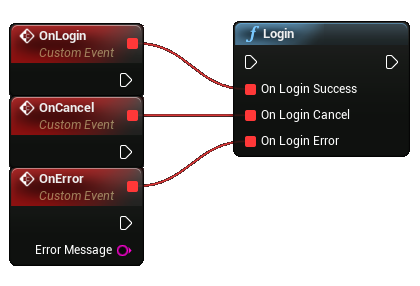 OnLogin
Custom Event
OnCancel
Custom Event
OnError
Custom Event
Error Message
f Login
On Login Success
On Login Cancel
On Login Error